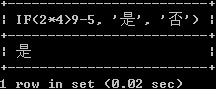 +-----------------------+
| IF(2*4>9-5, '是', '否') |
+-----------------------+
| 是                    |
+-----------------------+
1 row in set (0.02 sec)